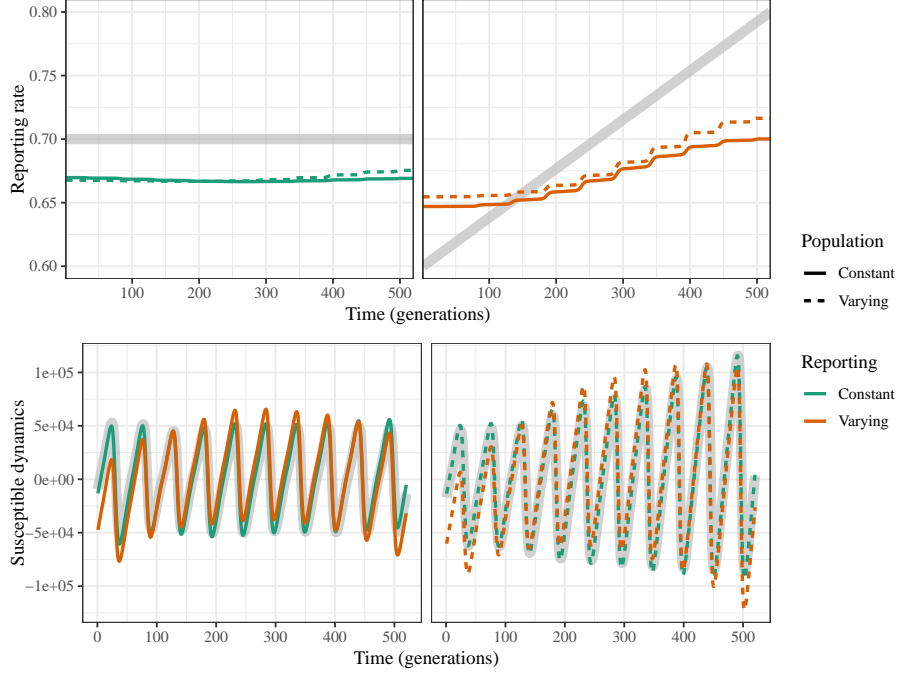 0.80
0.75
0.70
0.65
0.60
Reporting rate
100 200 300 400 500 100 200 300 400 500
Time (generations)
Population
Constant
Varying
Reporting
Constant
Varying
1e+05
5e+04
0e+00
−5e+04
−1e+05
Susceptible dynamics
0 100 200 300 400 500 0 100 200 300 400 500
Time (generations)